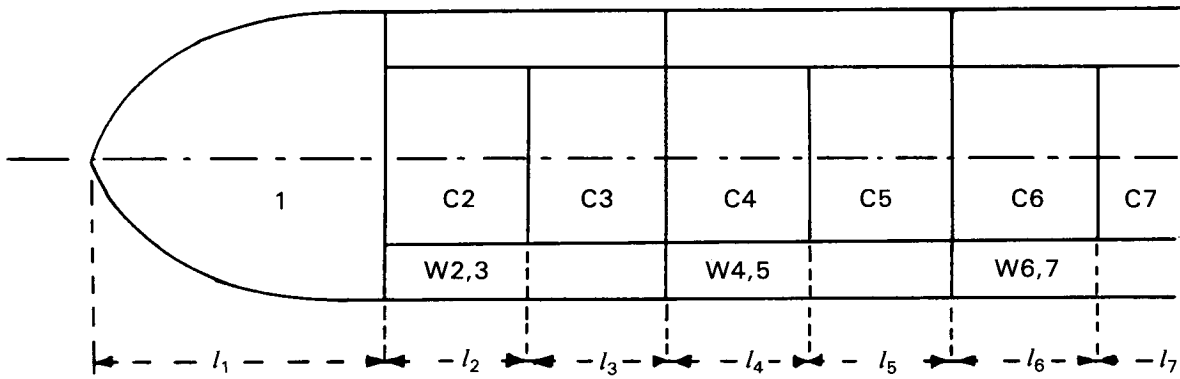 1 C2 C3 C4 C5 C6 C7
W2,3 W4,5 W6,7
l₁ l₂ l₃ l₄ l₅ l₆ l₇